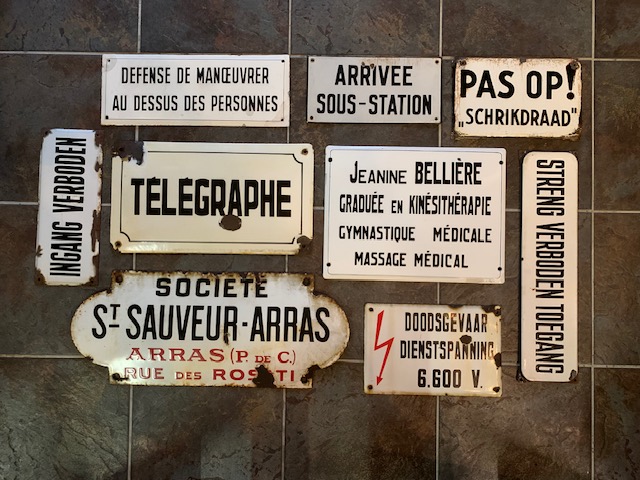 DEFENSE DE MANŒUVRER
AU DESSUS DES PERSONNES
ARRIVEE
SOUS-STATION
PAS OP!
„SCHRIKDRAAD"
INGANG VERBODEN
TÉLÉGRAPHE
JEANINE BELLIÈRE
GRADUÉE EN KINÉSITHÉRAPIE
GYMNASTIQUE MÉDICALE
MASSAGE MÉDICAL
STRENG VERBODEN TOEGANG
SOCIÉTÉ
ST SAUVEUR-ARRAS
ARRAS (P. DE C.)
RUE DES
DOODSGEVAAR
DIENSTSPANNING
6.600 V.